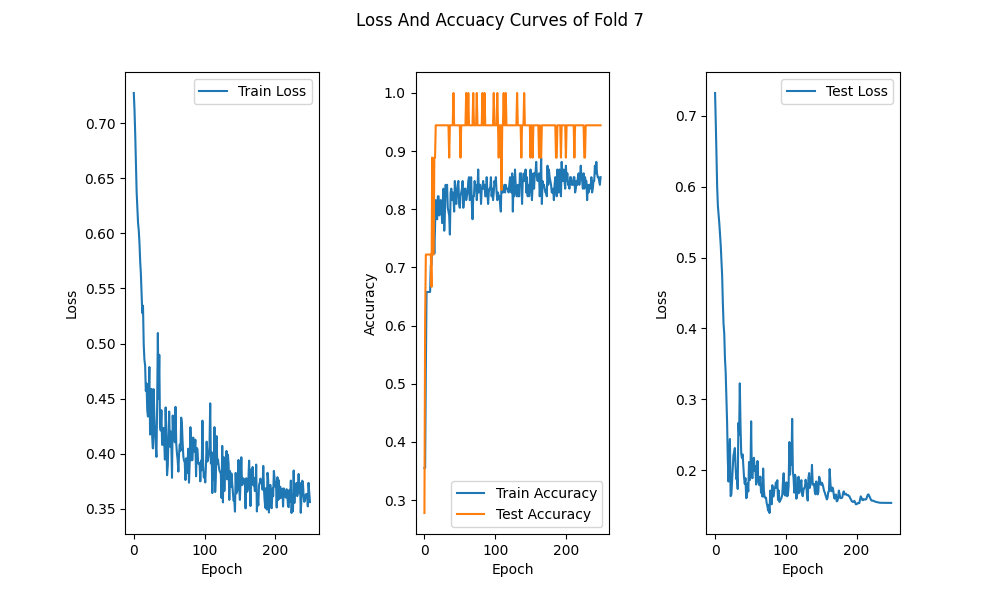 Loss And Accuacy Curves of Fold 7
Train Loss
0.70
0.65
0.60
0.55
0.50
0.45
0.40
0.35
Loss
0
100
200
Epoch
1.0
0.9
0.8
0.7
0.6
0.5
0.4
0.3
Accuracy
Train Accuracy
Test Accuracy
0
100
200
Epoch
Test Loss
0.7
0.6
0.5
0.4
0.3
0.2
Loss
0
100
200
Epoch